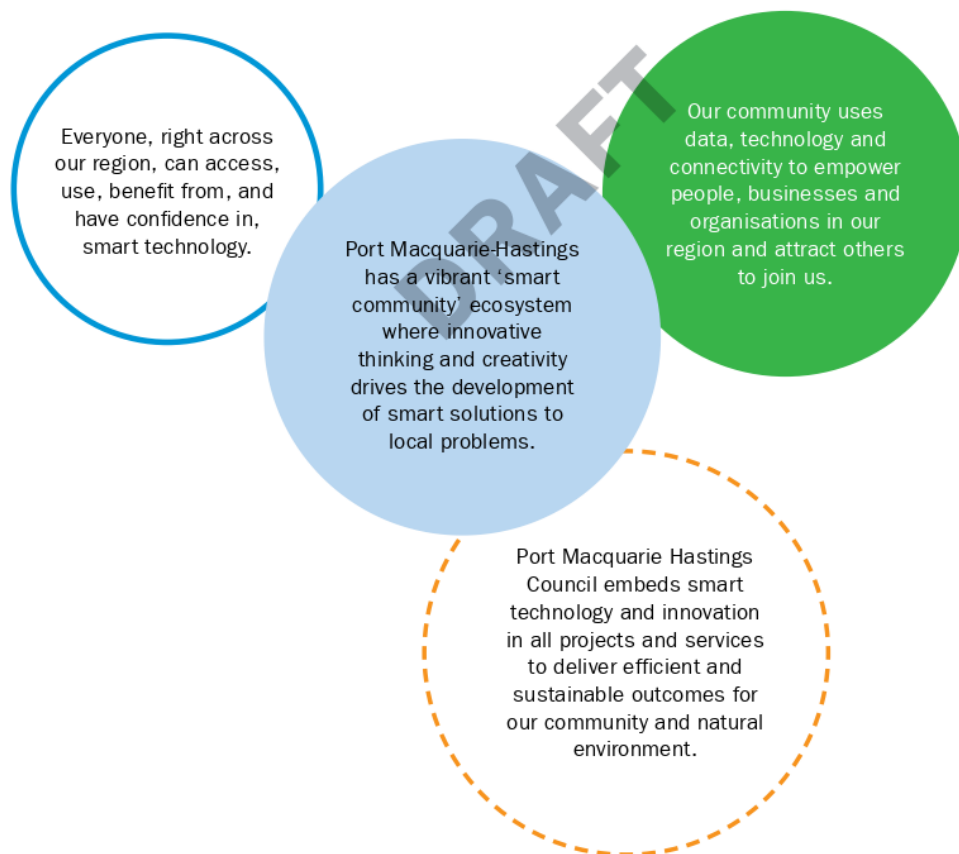 Everyone, right across
our region, can access,
use, benefit from, and
have confidence in,
smart technology.
Our community uses
data, technology and
connectivity to empower
people, businesses and
organisations in our
region and attract others
to join us.
DRAFT
Port Macquarie-Hastings
has a vibrant ‘smart
community’ ecosystem
where innovative
thinking and creativity
drives the development
of smart solutions to
local problems.
Port Macquarie Hastings
Council embeds smart
technology and innovation
in all projects and services
to deliver efficient and
sustainable outcomes for
our community and natural
environment.